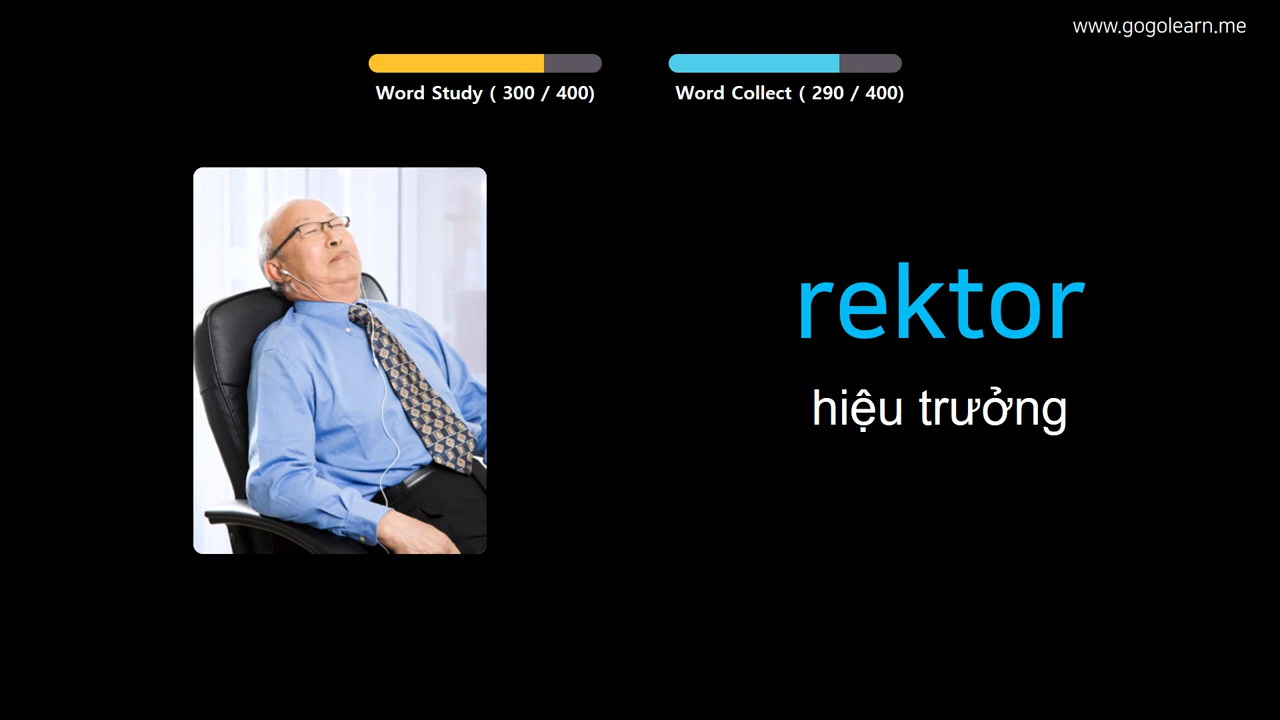 www.gogolearn.me
Word Study ( 300 / 400)
Word Collect ( 290 / 400)
rektor
hiệu trưởng